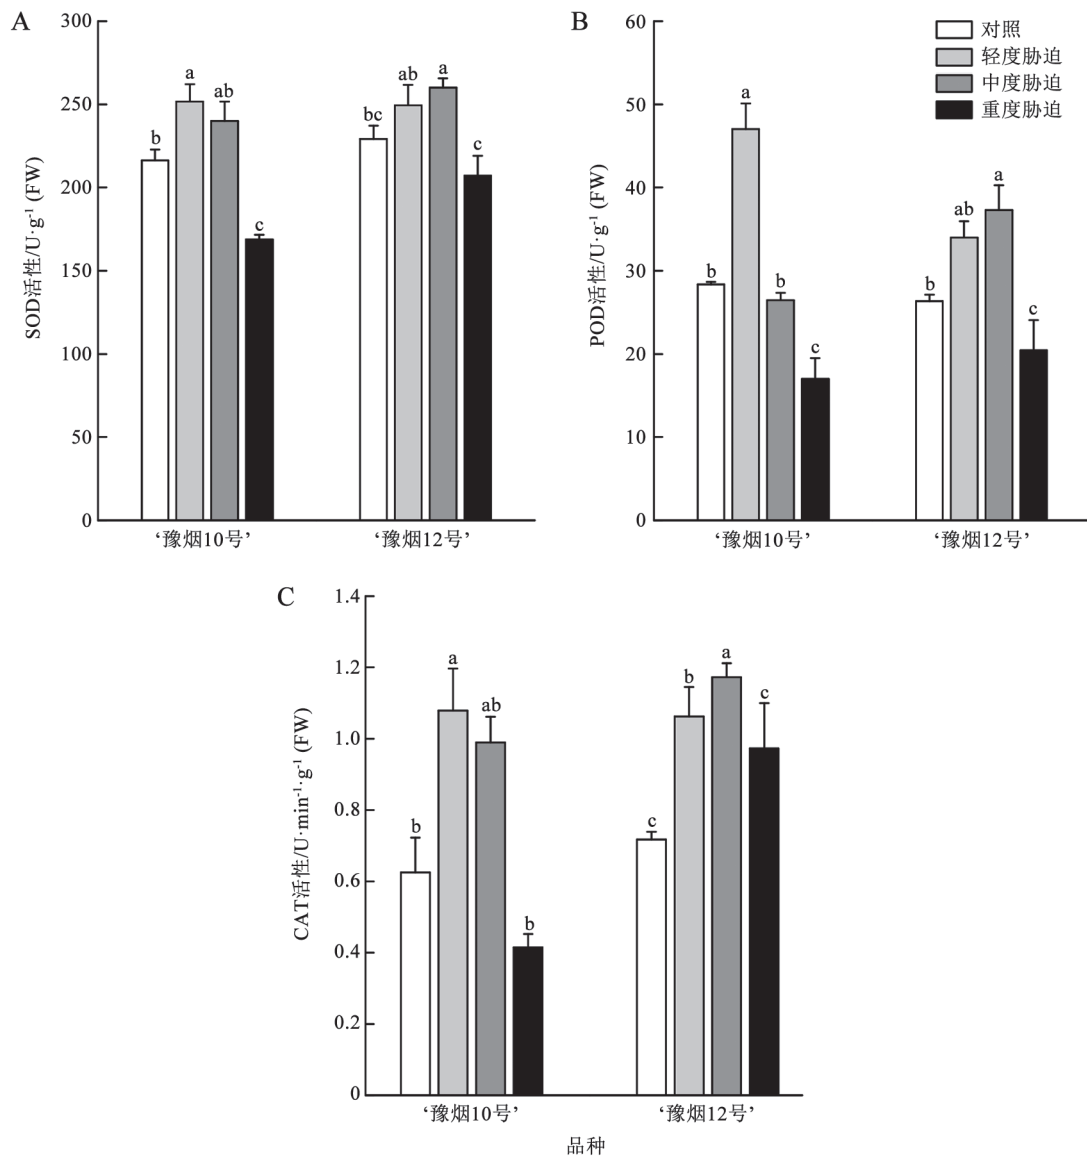 A
300
250
200
150
100
50
0
SOD活性/U·g⁻¹ (FW)
b
a
ab
c
bc
ab
a
c
‘豫烟10号’
‘豫烟12号’
B
60
50
40
30
20
10
0
POD活性/U·g⁻¹ (FW)
对照
轻度胁迫
中度胁迫
重度胁迫
b
a
b
c
b
ab
a
c
‘豫烟10号’
‘豫烟12号’
C
1.4
1.2
1.0
0.8
0.6
0.4
0.2
0
CAT活性/U·min⁻¹·g⁻¹ (FW)
b
a
ab
b
c
b
a
c
‘豫烟10号’
‘豫烟12号’
品种